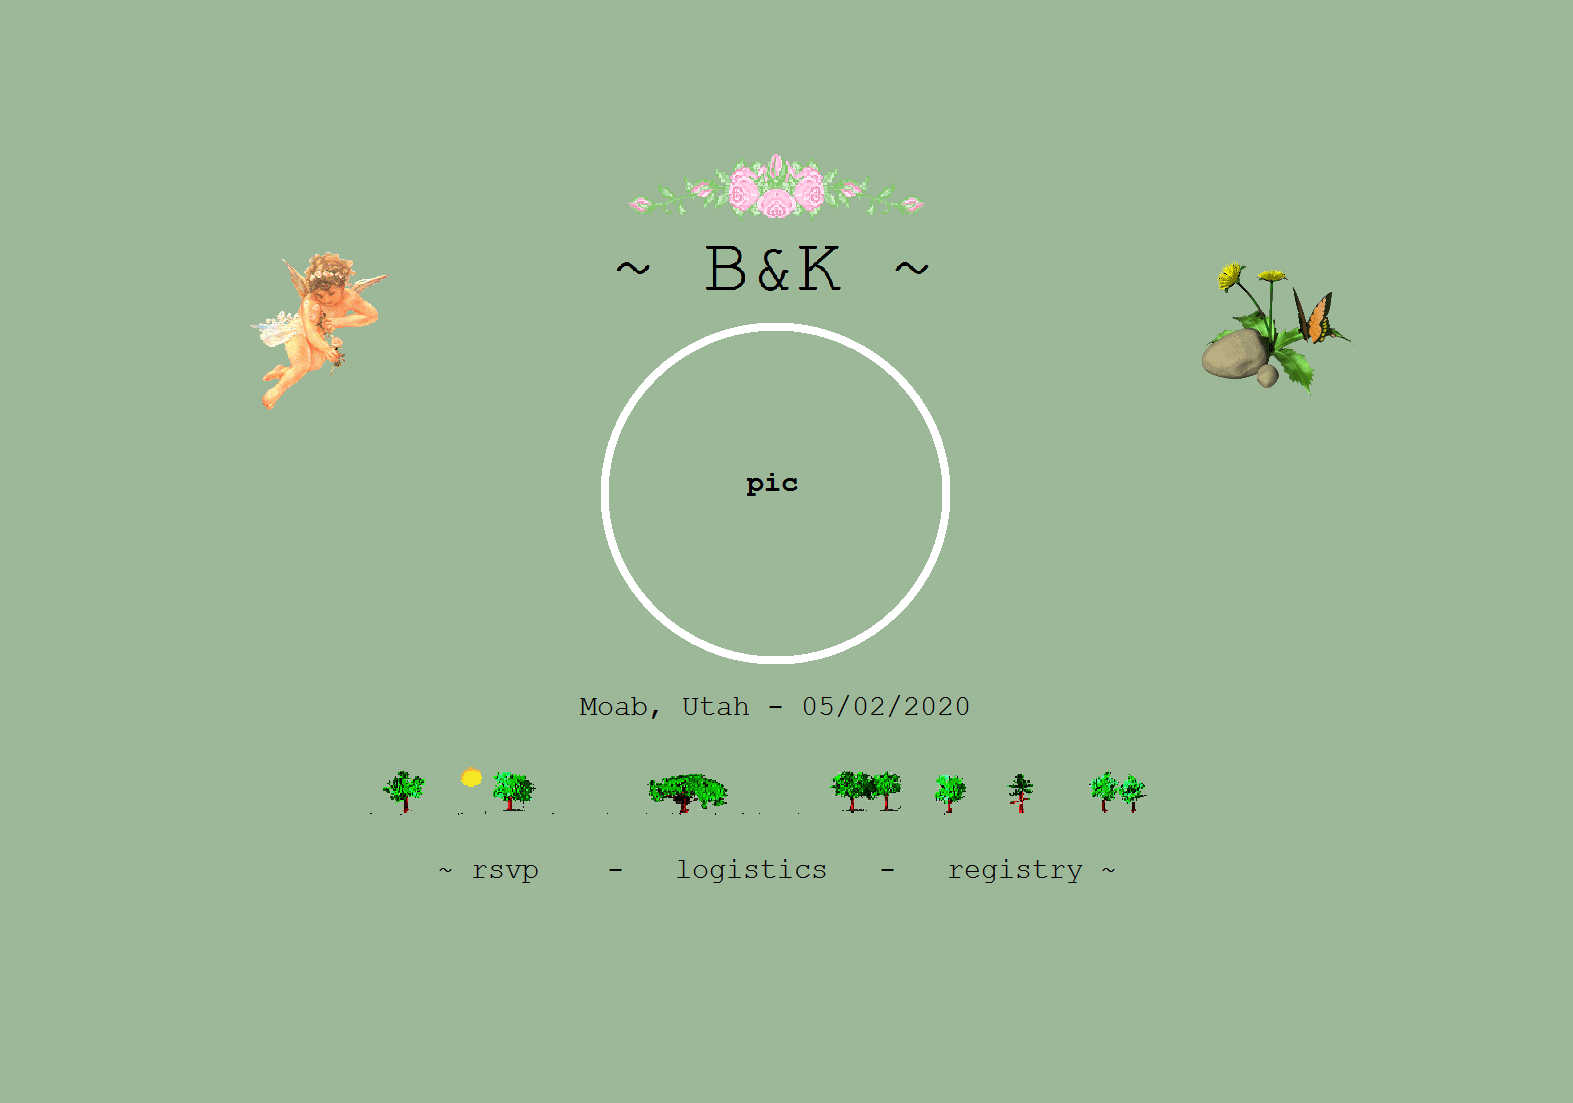 ~ B&K ~
pic
Moab, Utah - 05/02/2020
~ rsvp - logistics - registry ~